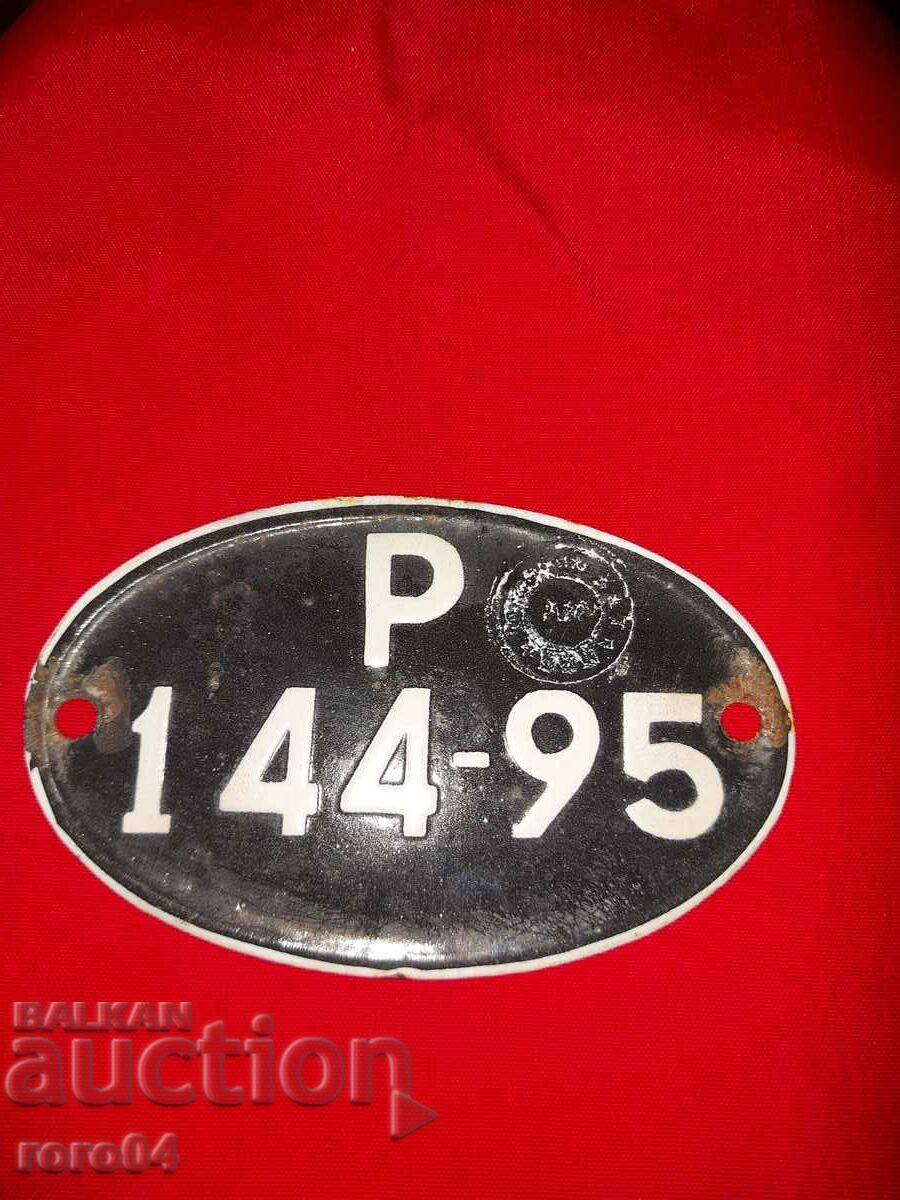 Р
144-95
BALKAN
auction
roro04